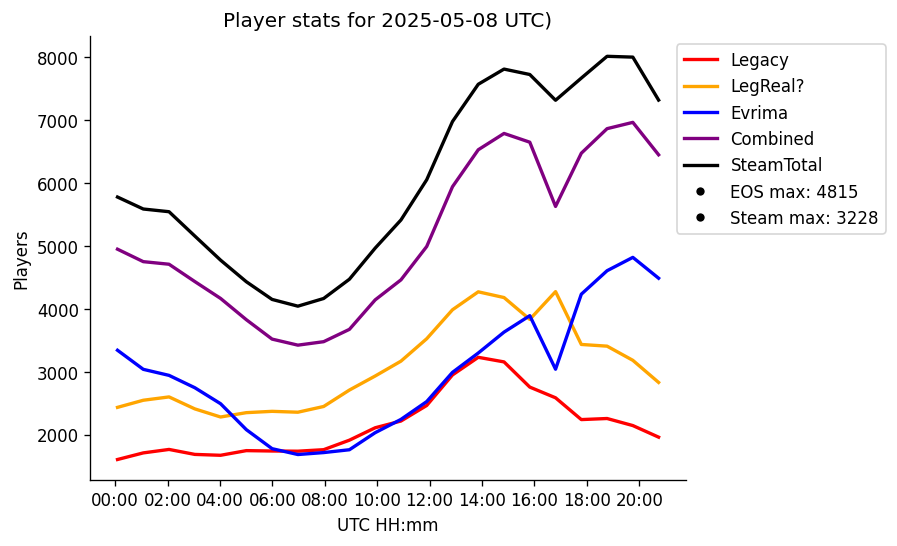 Player stats for 2025-05-08 UTC)
8000
7000
6000
5000
4000
3000
2000
Players
00:00 02:00 04:00 06:00 08:00 10:00 12:00 14:00 16:00 18:00 20:00
UTC HH:mm
Legacy
LegReal?
Evrima
Combined
SteamTotal
EOS max: 4815
Steam max: 3228